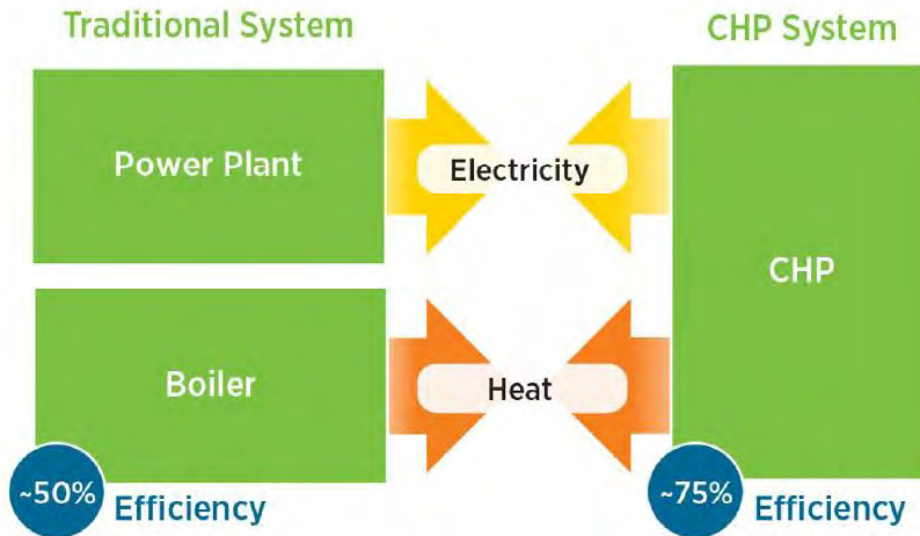 Traditional System
CHP System
Power Plant
Electricity
CHP
Boiler
Heat
~50% Efficiency
~75% Efficiency